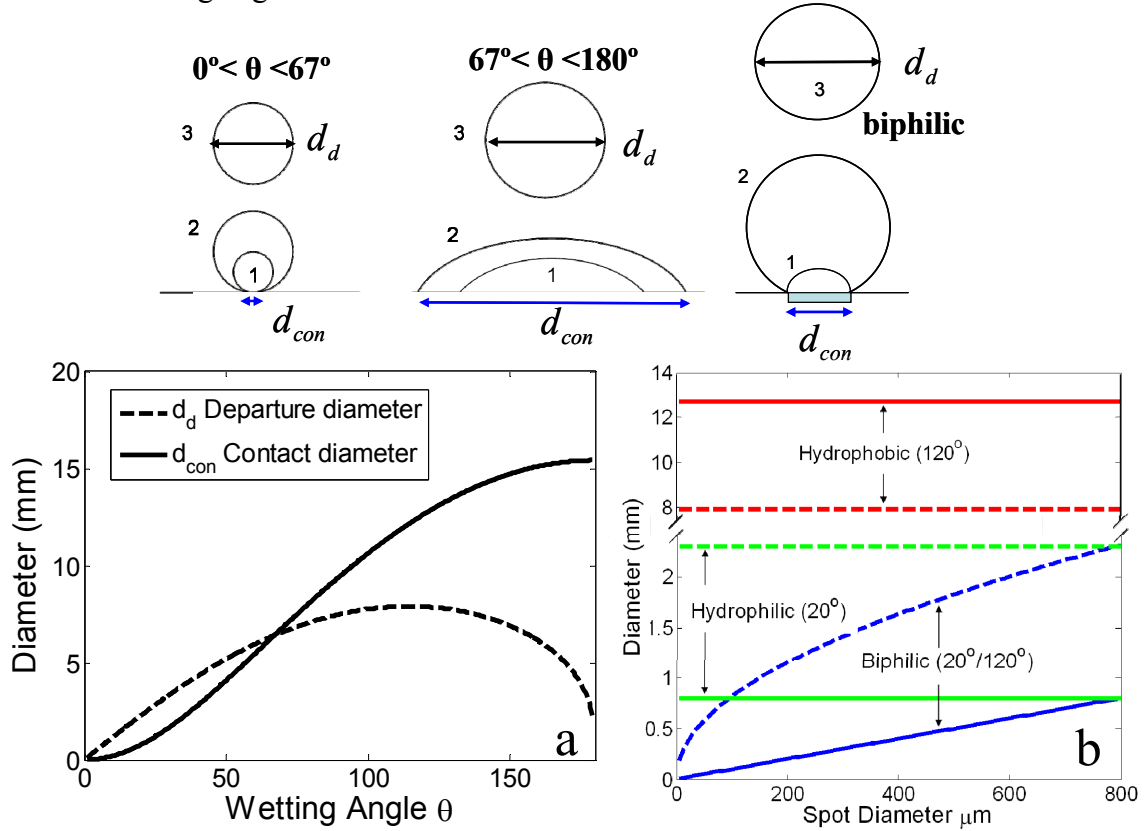 0º< θ <67º
67º< θ <180º
3
d_d
biphilic
3
d_d
3
d_d
2
1
d_con
2
1
d_con
2
1
d_con
20
15
10
5
0
Diameter (mm)
d_d Departure diameter
d_con Contact diameter
a
0
50
100
150
Wetting Angle θ
14
12
10
8
2
1.5
1
0.5
0
Diameter (mm)
Hydrophobic (120º)
Hydrophilic (20º)
Biphilic (20º/120º)
b
0
200
400
600
800
Spot Diameter μm